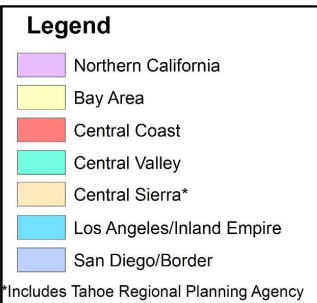 Legend
Northern California
Bay Area
Central Coast
Central Valley
Central Sierra*
Los Angeles/Inland Empire
San Diego/Border
*Includes Tahoe Regional Planning Agency